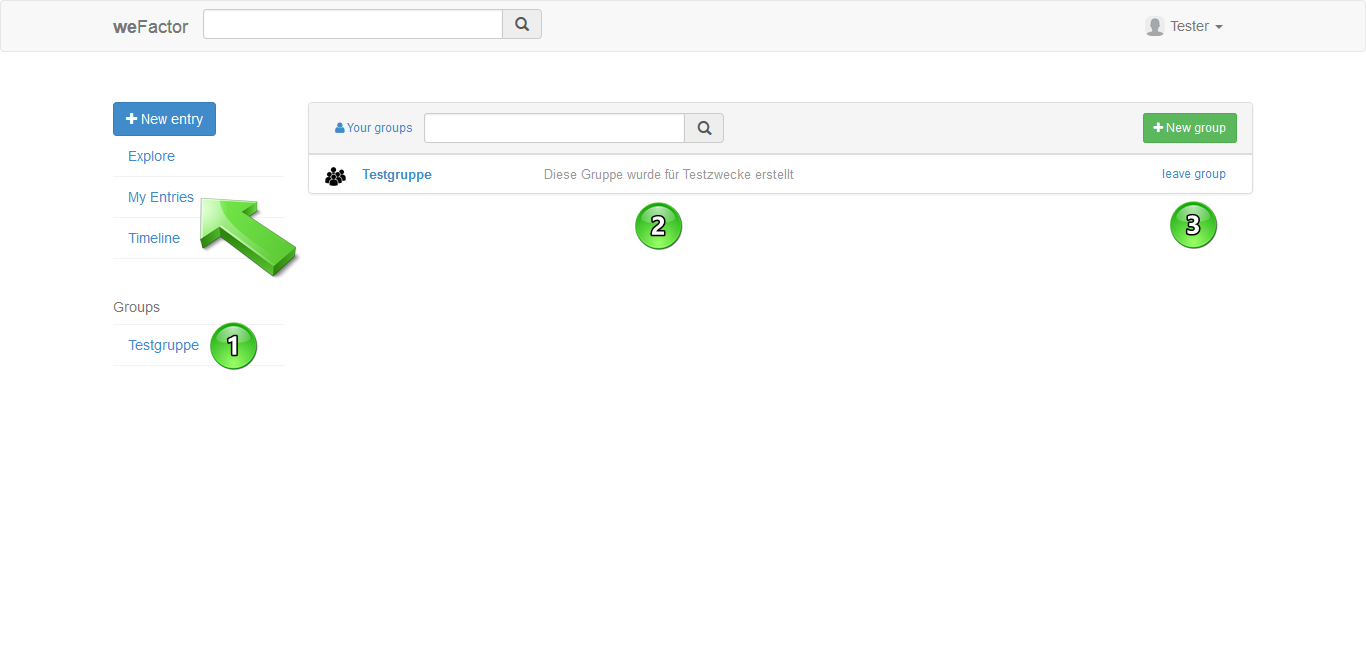 weFactor
Tester
New entry
Explore
My Entries
Timeline
Groups
Testgruppe
1
Your groups
New group
Testgruppe Diese Gruppe wurde für Testzwecke erstellt leave group
2
3